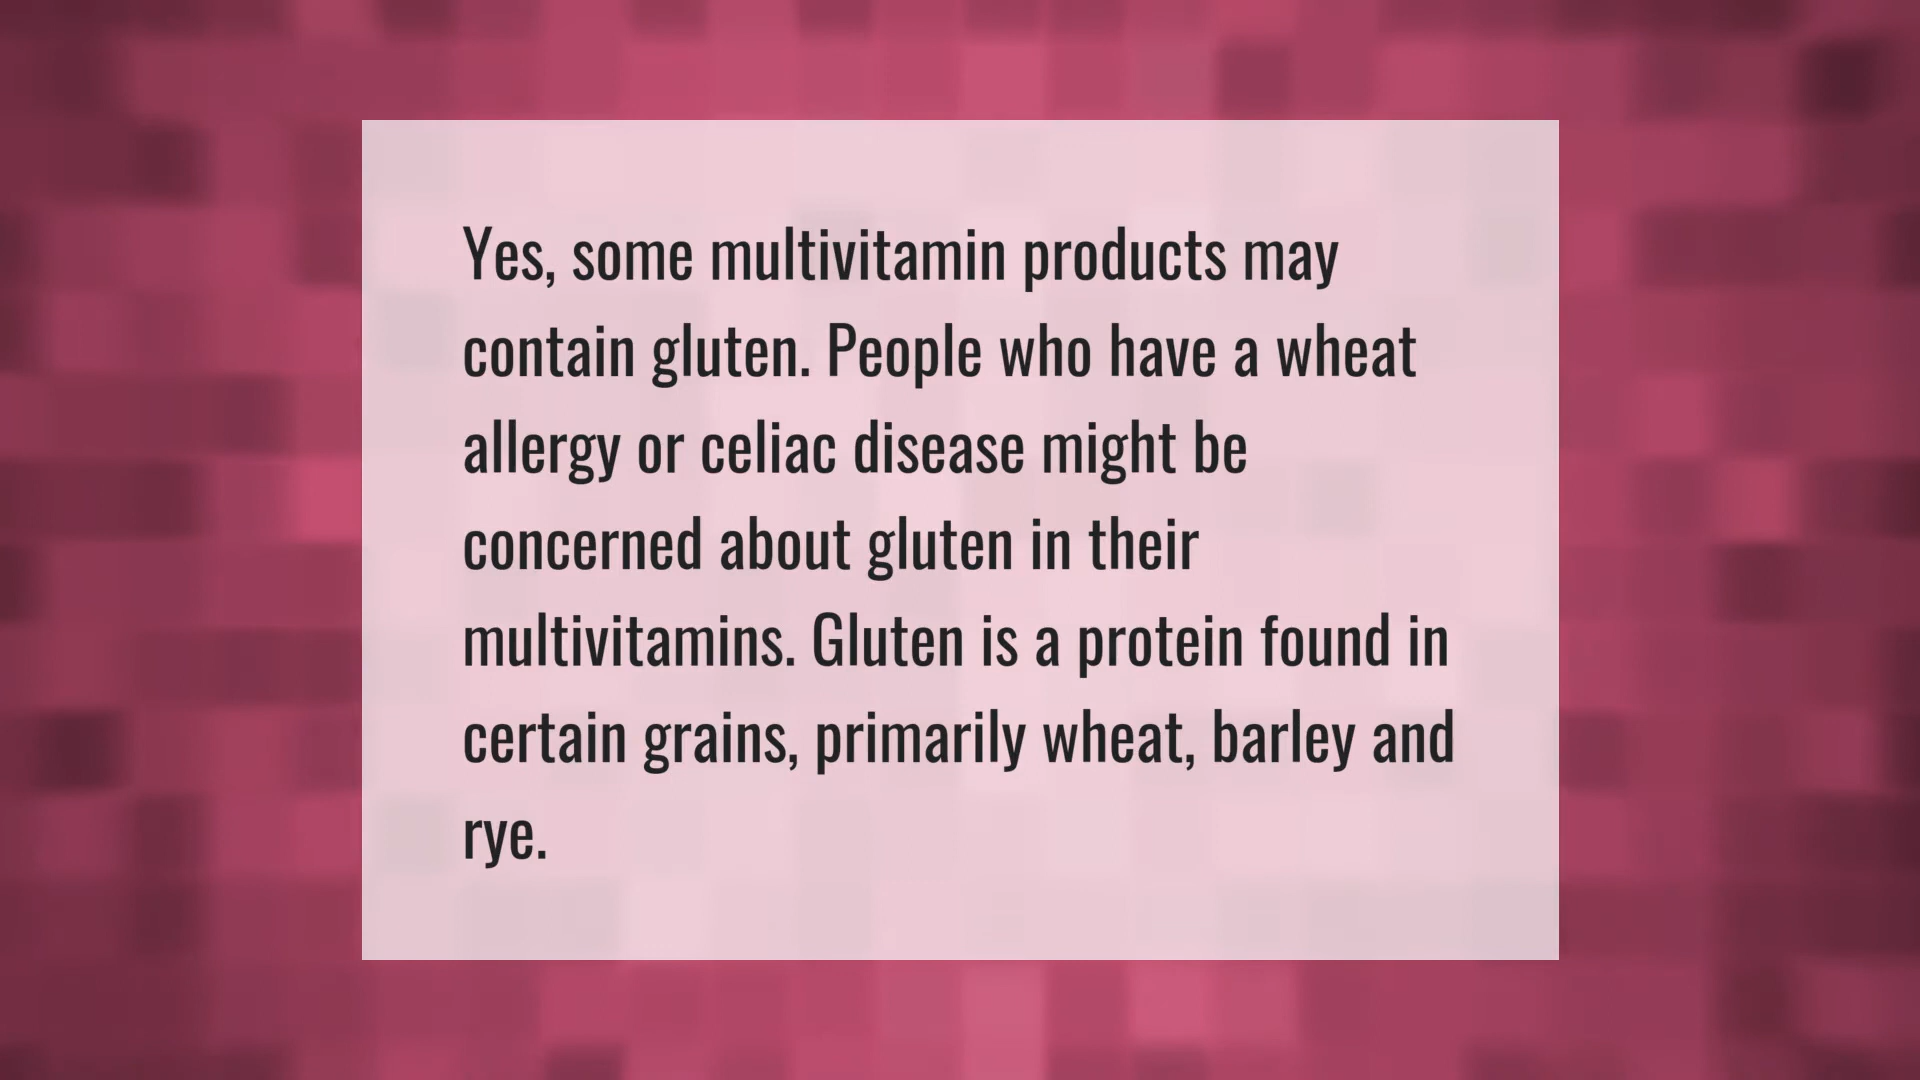 Yes, some multivitamin products may
contain gluten. People who have a wheat
allergy or celiac disease might be
concerned about gluten in their
multivitamins. Gluten is a protein found in
certain grains, primarily wheat, barley and
rye.